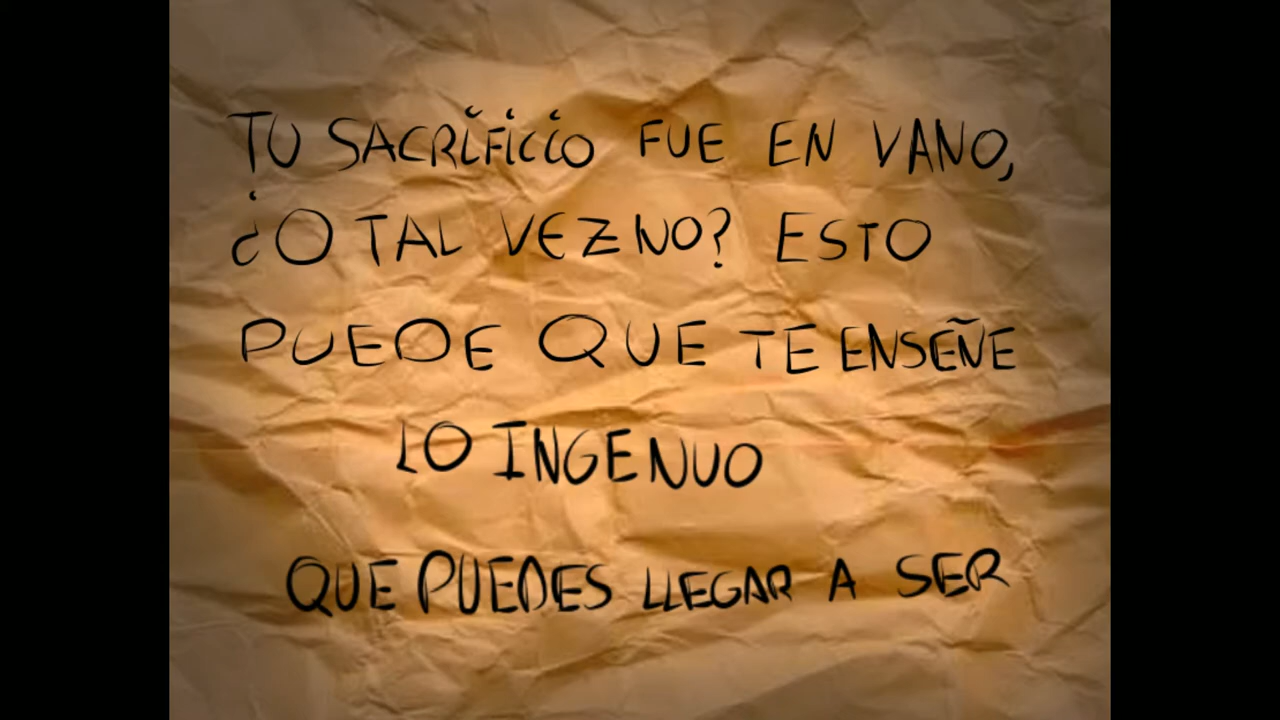 TU SACRIFICIO FUE EN VANO,
¿O TAL VEZ NO? ESTO
PUEDE QUE TE ENSEÑE
LO INGENUO
QUE PUEDES LLEGAR A SER